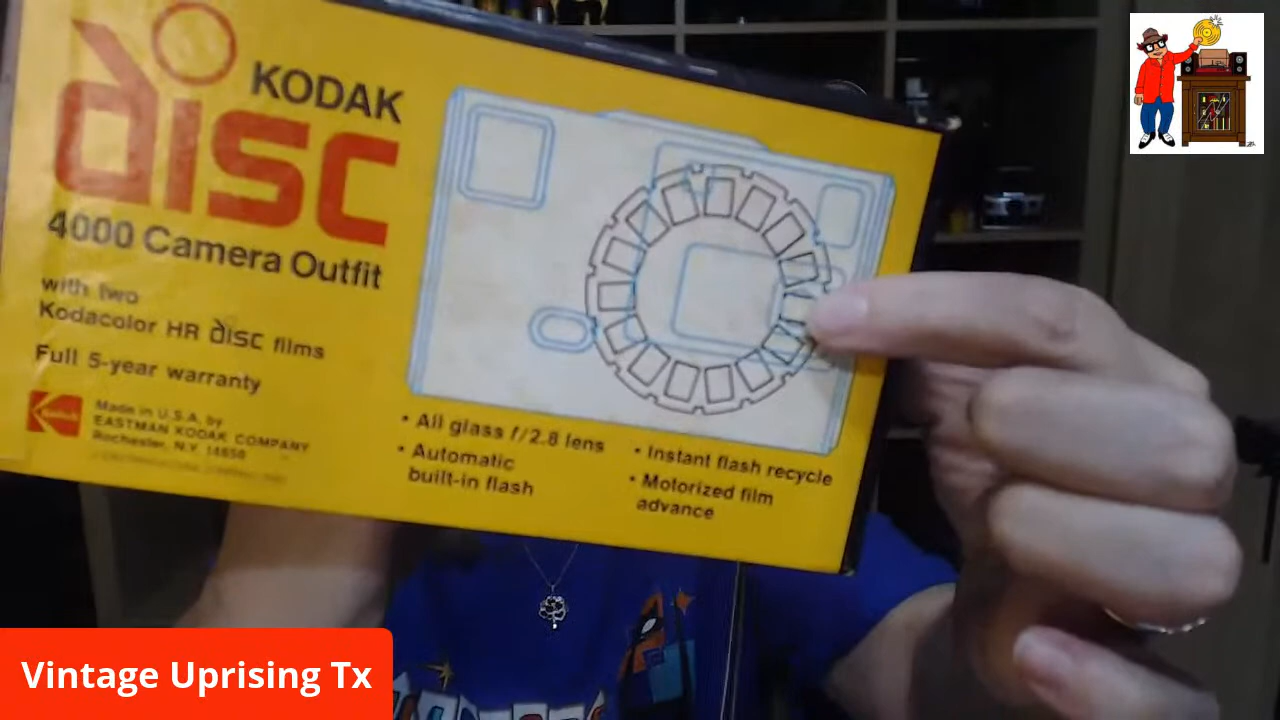 KODAK
disc
4000 Camera Outfit
with two
Kodacolor HR disc films
Full 5-year warranty
Kodak
Made in U.S.A. by
EASTMAN KODAK COMPANY
Rochester, N.Y. 14650
• All glass f/2.8 lens
• Automatic
built-in flash
• Instant flash recycle
• Motorized film
advance
Vintage Uprising Tx